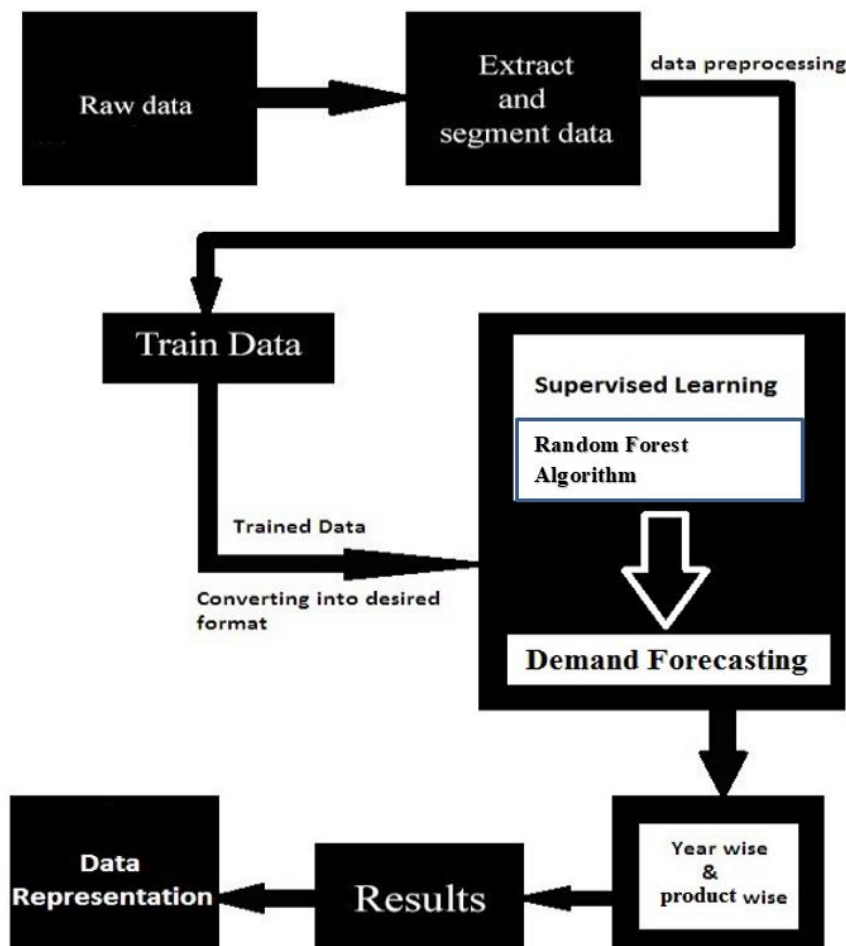 Raw data
Extract
and
segment data
data preprocessing
Train Data
Supervised Learning
Random Forest
Algorithm
Trained Data
Converting into desired
format
Demand Forecasting
Year wise
&
product wise
Results
Data
Representation